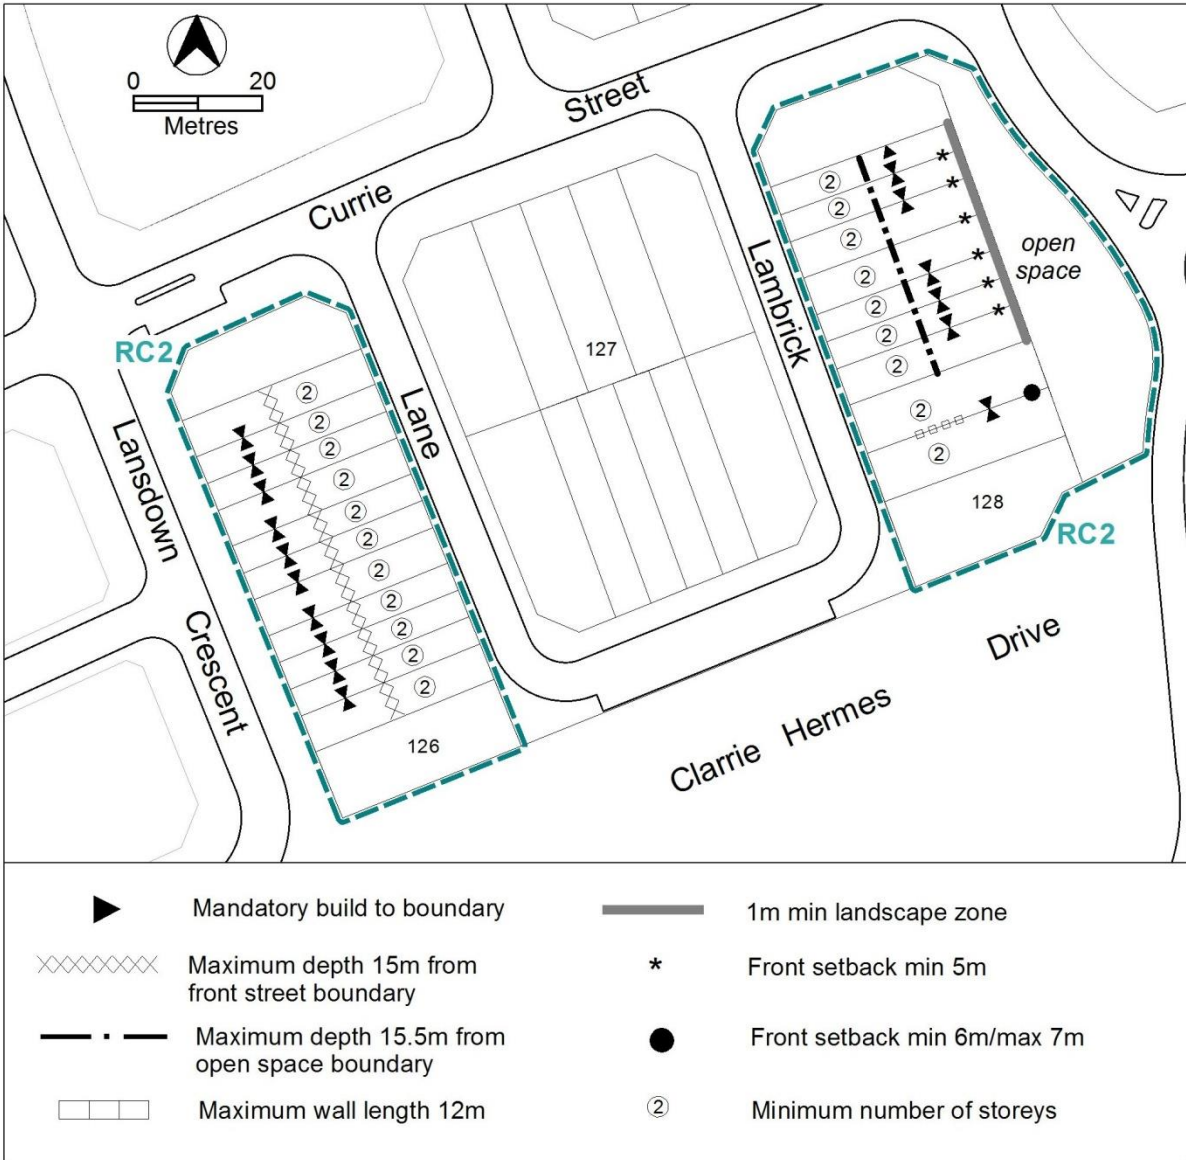 0 20
Metres
Street
Currie
Lane
Lambrick
open
space
RC2
Lansdown
Crescent
127
2
2
2
2
2
2
2
2
2
2
2
126
2
2
2
2
2
2
2
2
2
128
RC2
Clarrie Hermes Drive
Mandatory build to boundary
1m min landscape zone
Maximum depth 15m from
front street boundary
* Front setback min 5m
Maximum depth 15.5m from
open space boundary
Front setback min 6m/max 7m
Maximum wall length 12m
2 Minimum number of storeys